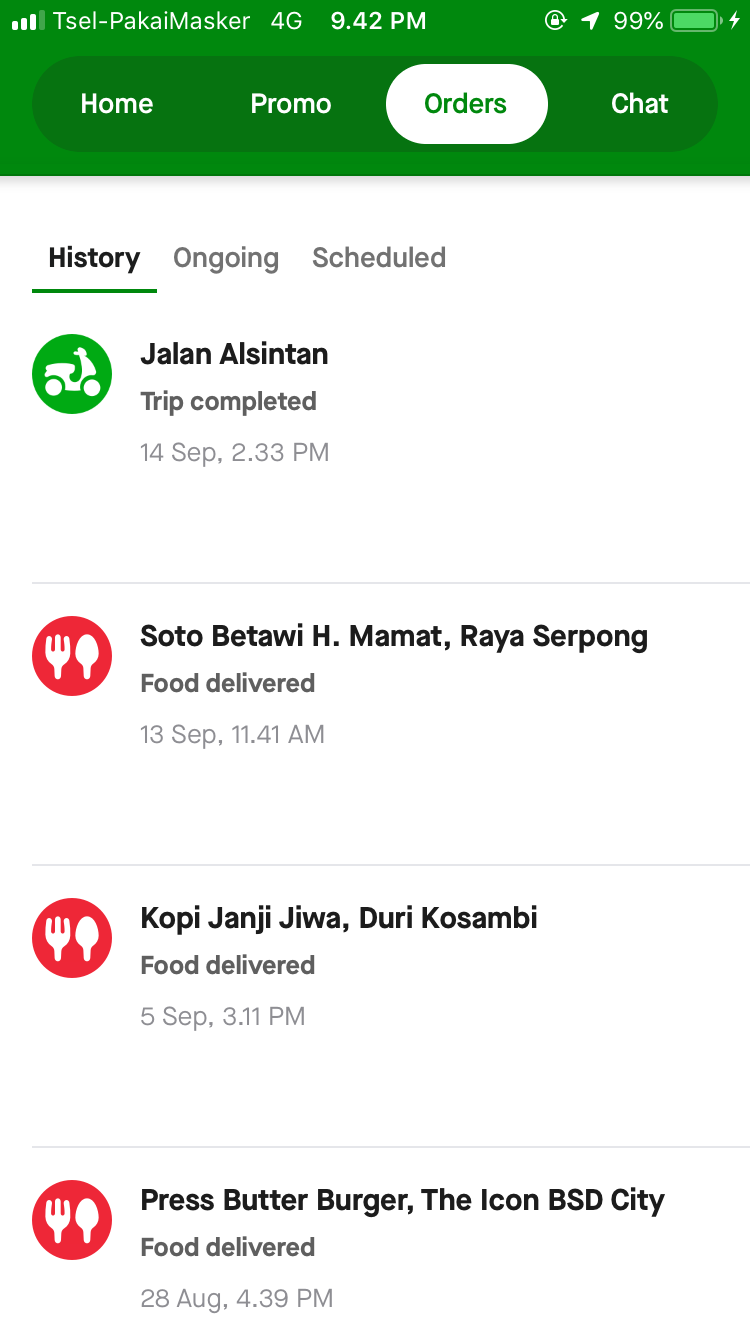 Tsel-PakaiMasker 4G 9.42 PM 99%
Home Promo Orders Chat
History Ongoing Scheduled
Jalan Alsintan
Trip completed
14 Sep, 2.33 PM
Soto Betawi H. Mamat, Raya Serpong
Food delivered
13 Sep, 11.41 AM
Kopi Janji Jiwa, Duri Kosambi
Food delivered
5 Sep, 3.11 PM
Press Butter Burger, The Icon BSD City
Food delivered
28 Aug, 4.39 PM